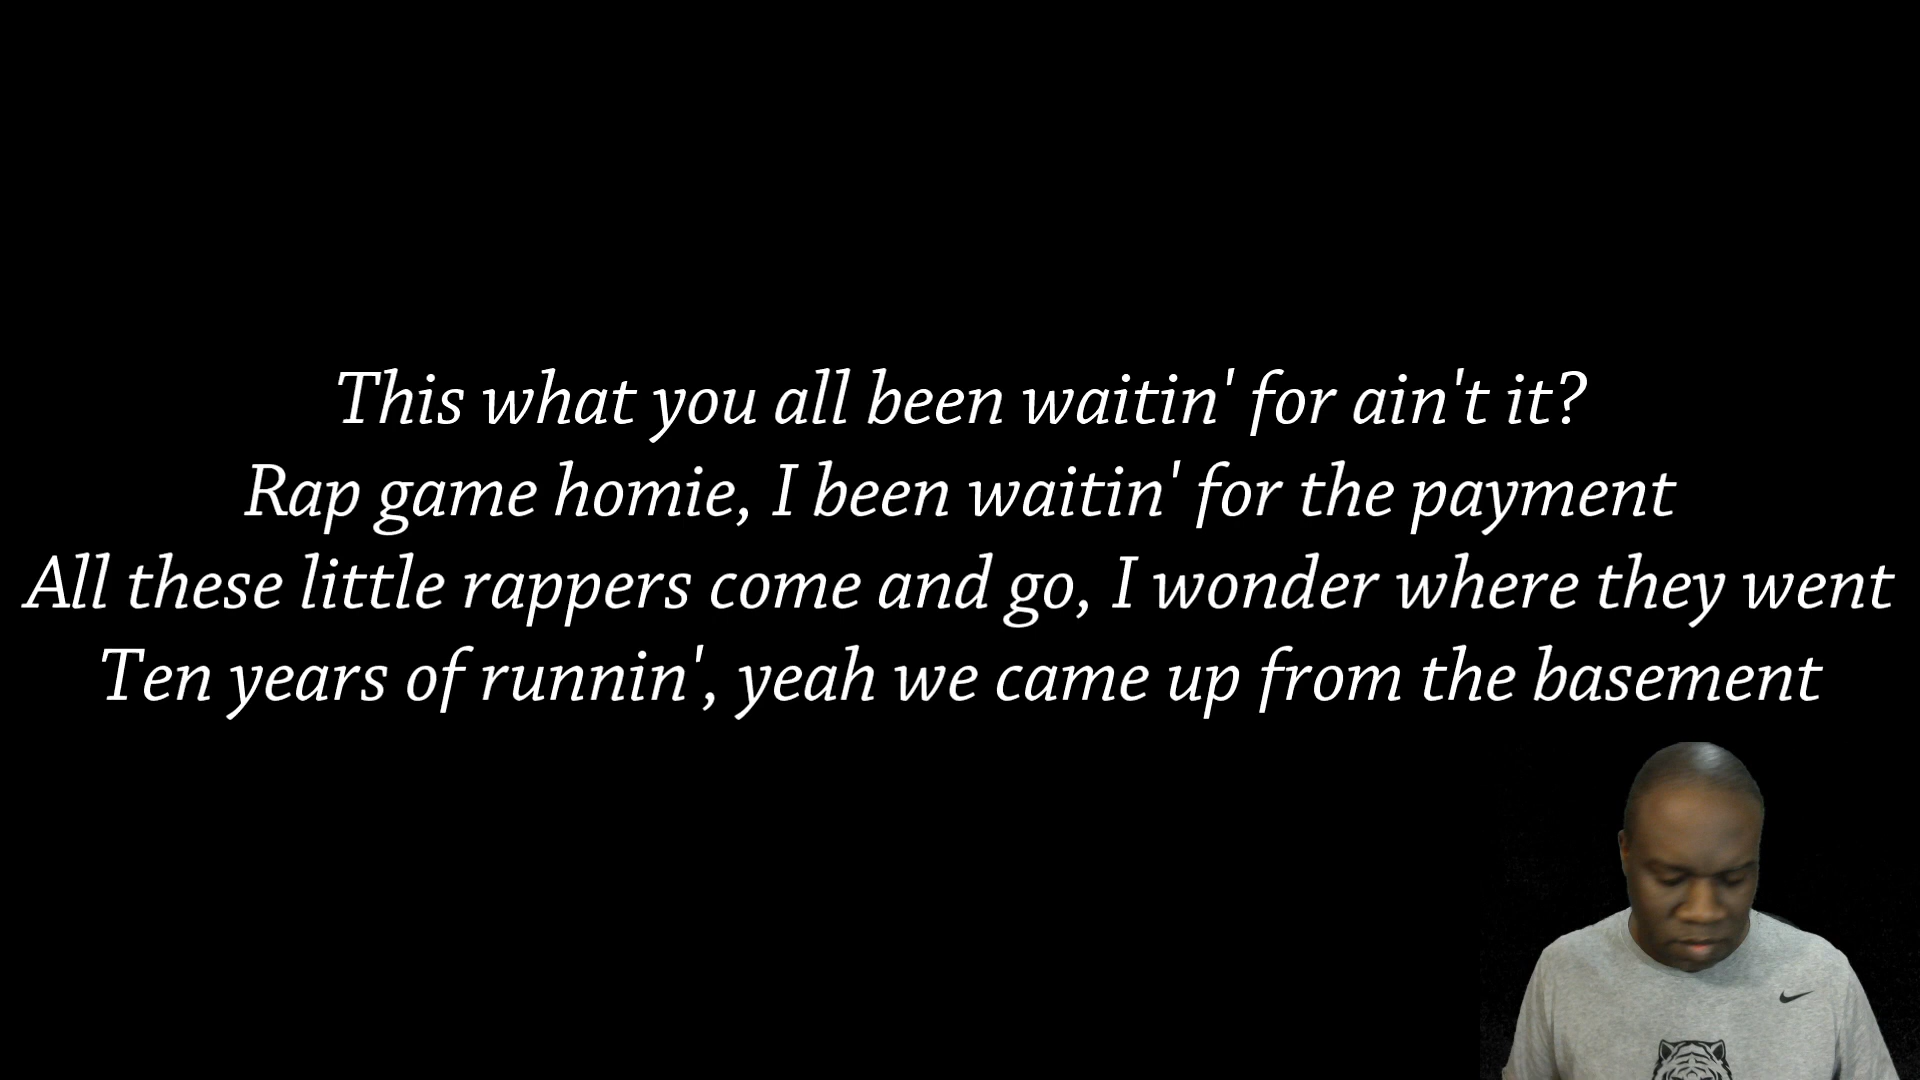 This what you all been waitin' for ain't it?
Rap game homie, I been waitin' for the payment
All these little rappers come and go, I wonder where they went
Ten years of runnin', yeah we came up from the basement